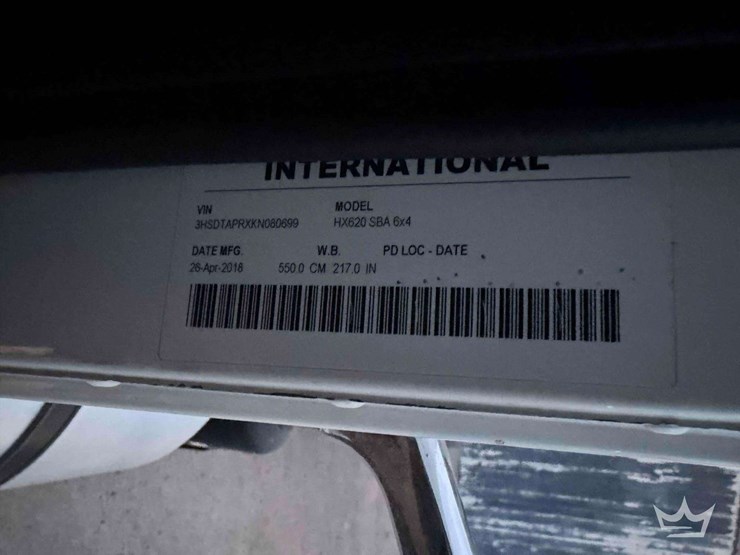 INTERNATIONAL
VIN MODEL
3HSDTAPRXKN080699 HX620 SBA 6x4
DATE MFG. W.B. PD LOC - DATE
26-Apr-2018 550.0 CM 217.0 IN